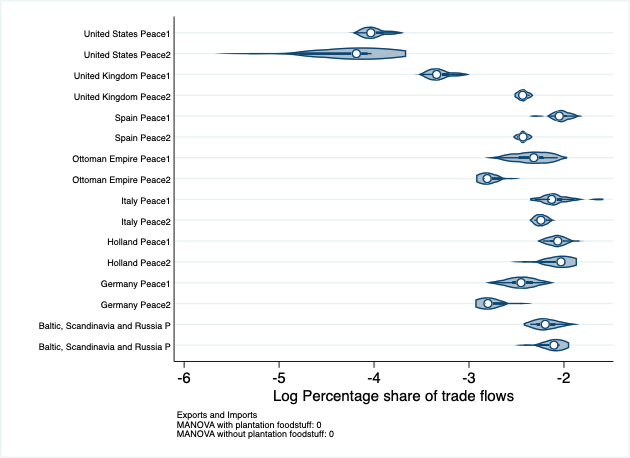 United States Peace1
United States Peace2
United Kingdom Peace1
United Kingdom Peace2
Spain Peace1
Spain Peace2
Ottoman Empire Peace1
Ottoman Empire Peace2
Italy Peace1
Italy Peace2
Holland Peace1
Holland Peace2
Germany Peace1
Germany Peace2
Baltic, Scandinavia and Russia P
Baltic, Scandinavia and Russia P
-6 -5 -4 -3 -2
Log Percentage share of trade flows
Exports and Imports
MANOVA with plantation foodstuff: 0
MANOVA without plantation foodstuff: 0